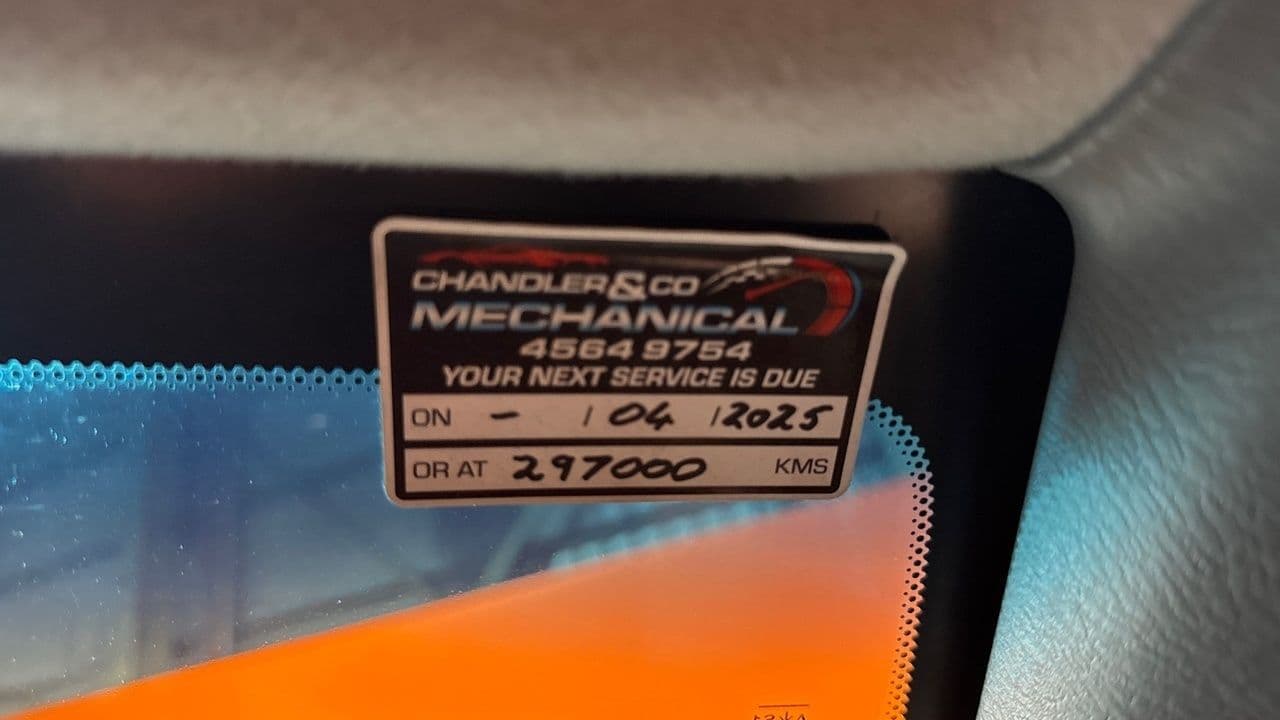 CHANDLER&CO
MECHANICAL
4564 9754
YOUR NEXT SERVICE IS DUE
ON - / 04 / 2025
OR AT 297000 KMS